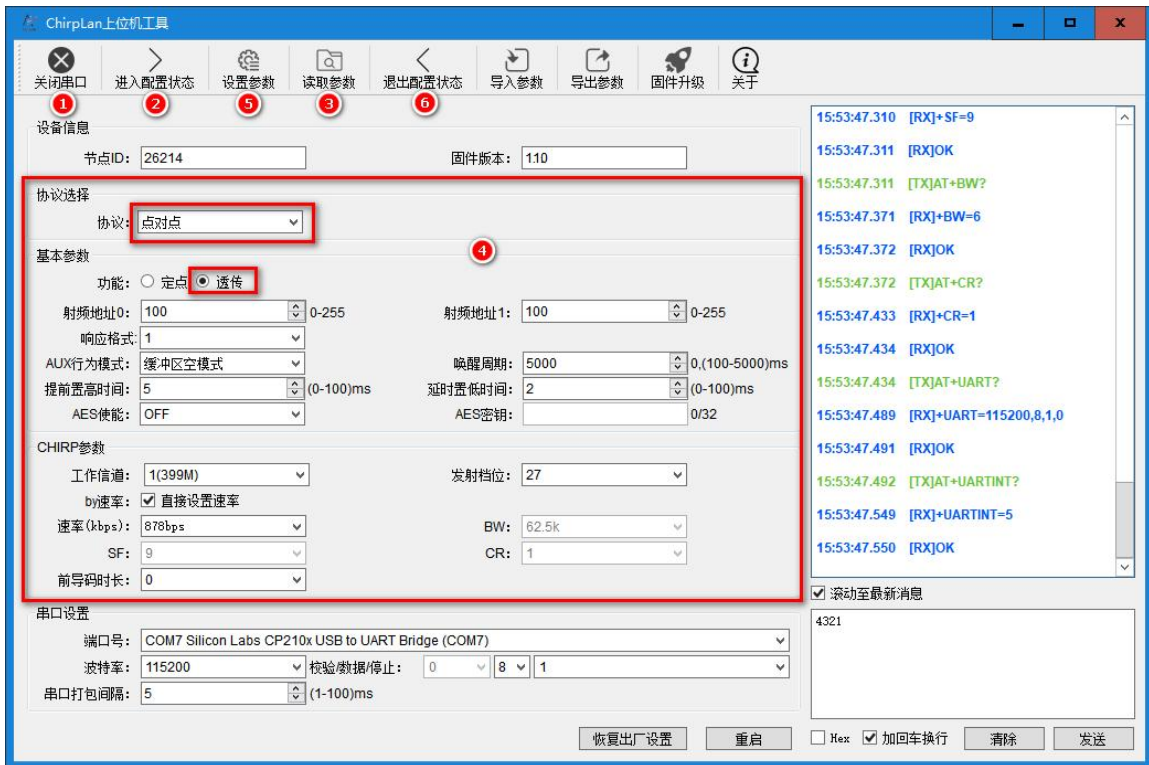 ChirpLan上位机工具
关闭串口 进入配置状态 设置参数 读取参数 退出配置状态 导入参数 导出参数 固件升级 关于
1 2 5 3 6
设备信息
节点ID: 26214 固件版本: 1.10
协议选择
协议: 点对点
4
基本参数
功能: 定点 透传
射频地址0: 100 0-255 射频地址1: 100 0-255
响应格式: 1
AUX行为模式: 缓冲区空模式 唤醒周期: 5000 0,(100-5000)ms
提前置高时间: 5 (0-100)ms 延时置低时间: 2 (0-100)ms
AES使能: OFF AES密钥: 0/32
CHIRP参数
工作信道: 1(399M) 发射档位: 27
by速率: 直接设置速率
速率(kbps): 878bps BW: 62.5k
SF: 9 CR: 1
前导码时长: 0
串口设置
端口号: COM7 Silicon Labs CP210x USB to UART Bridge (COM7)
波特率: 115200 校验/数据/停止: 0 8 1
串口打包间隔: 5 (1-100)ms
恢复出厂设置 重启
15:53:47.310 [RX]+SF=9
15:53:47.311 [RX]OK
15:53:47.311 [TX]AT+BW?
15:53:47.371 [RX]+BW=6
15:53:47.372 [RX]OK
15:53:47.372 [TX]AT+CR?
15:53:47.433 [RX]+CR=1
15:53:47.434 [RX]OK
15:53:47.434 [TX]AT+UART?
15:53:47.489 [RX]+UART=115200,8,1,0
15:53:47.491 [RX]OK
15:53:47.492 [TX]AT+UARTINT?
15:53:47.549 [RX]+UARTINT=5
15:53:47.550 [RX]OK
滚动至最新消息
4321
Hex 加回车换行 清除 发送